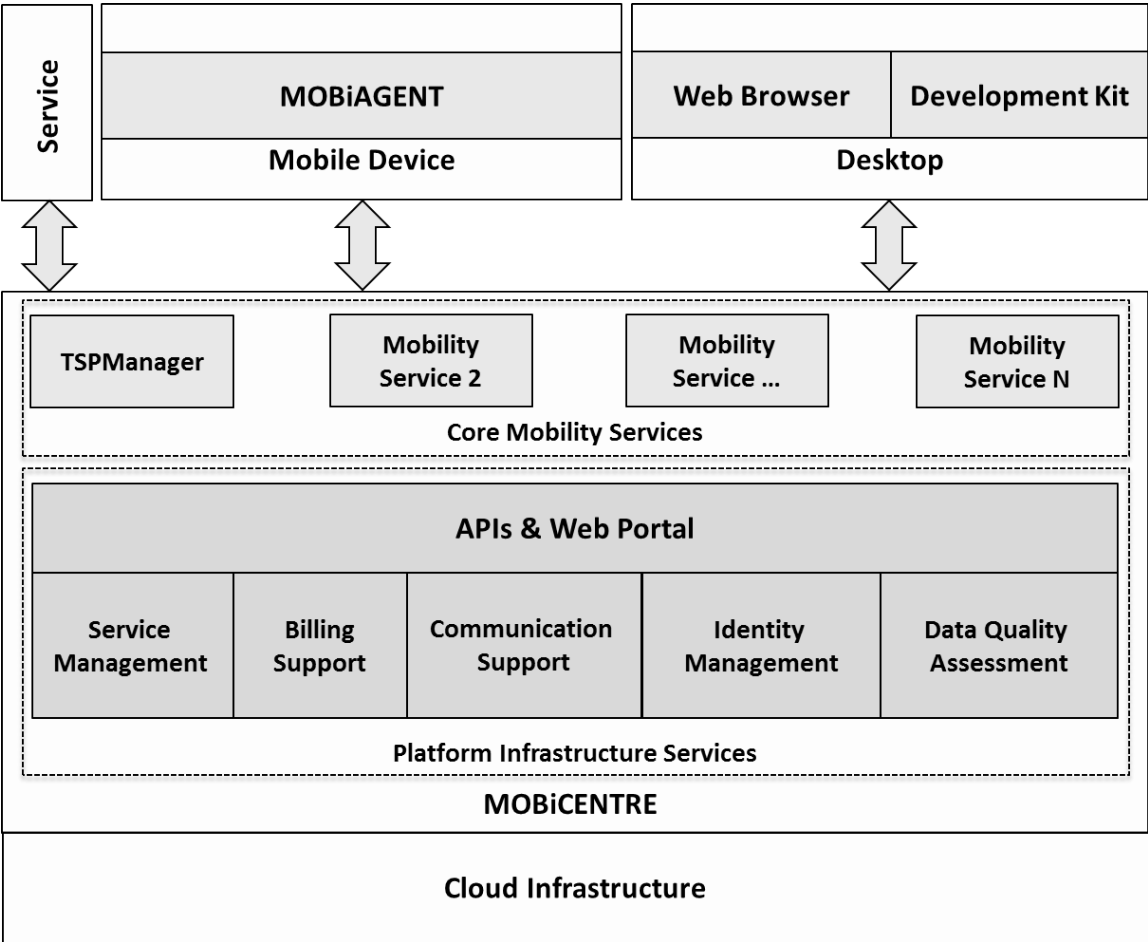 Service
MOBiAGENT
Mobile Device
Web Browser
Development Kit
Desktop
TSPManager
Mobility
Service 2
Mobility
Service ...
Mobility
Service N
Core Mobility Services
APIs & Web Portal
Service
Management
Billing
Support
Communication
Support
Identity
Management
Data Quality
Assessment
Platform Infrastructure Services
MOBiCENTRE
Cloud Infrastructure